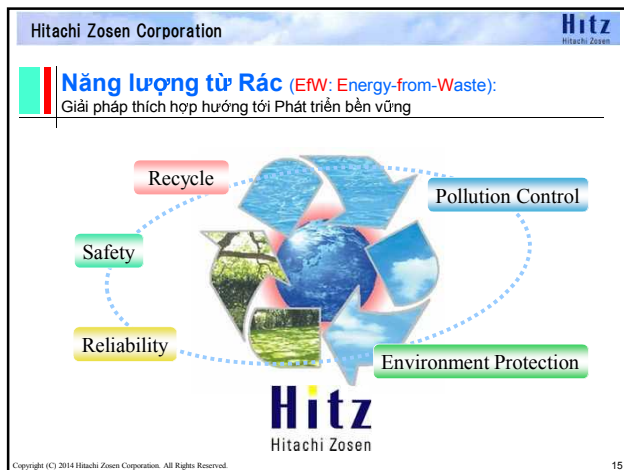 Hitachi Zosen Corporation
Hitz
Hitachi Zosen
Năng lượng từ Rác (EfW: Energy-from-Waste):
Giải pháp thích hợp hướng tới Phát triển bền vững
Recycle
Pollution Control
Safety
Reliability
Environment Protection
Hitz
Hitachi Zosen
Copyright (C) 2014 Hitachi Zosen Corporation. All Rights Reserved.
15